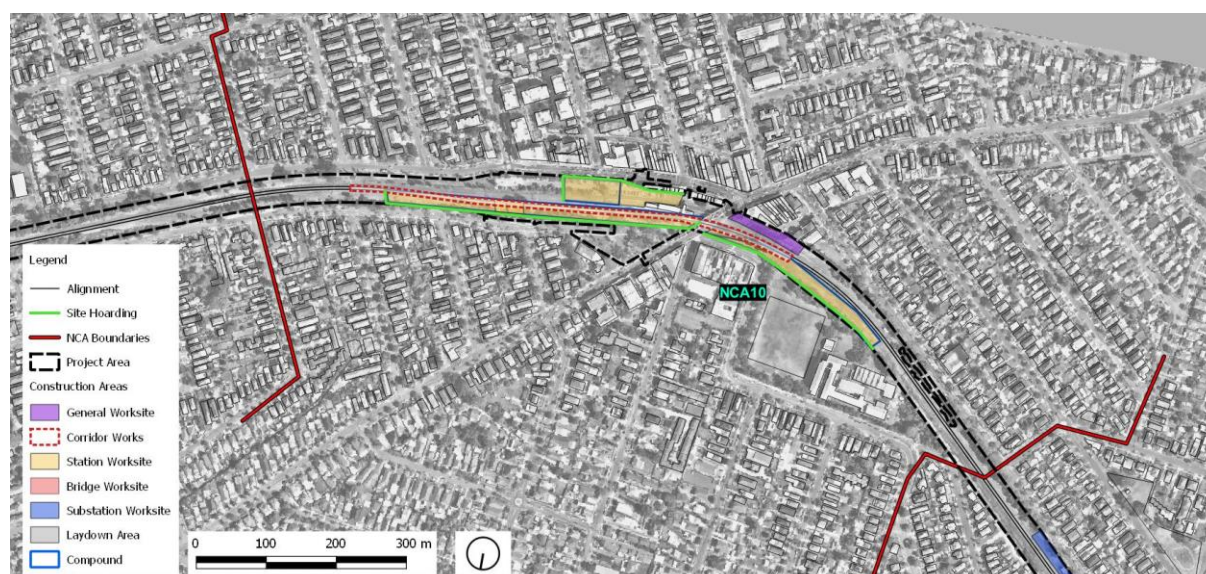 NCA10
Legend
Alignment
Site Hoarding
NCA Boundaries
Project Area
Construction Areas
General Worksite
Corridor Works
Station Worksite
Bridge Worksite
Substation Worksite
Laydown Area
Compound
0 100 200 300 m